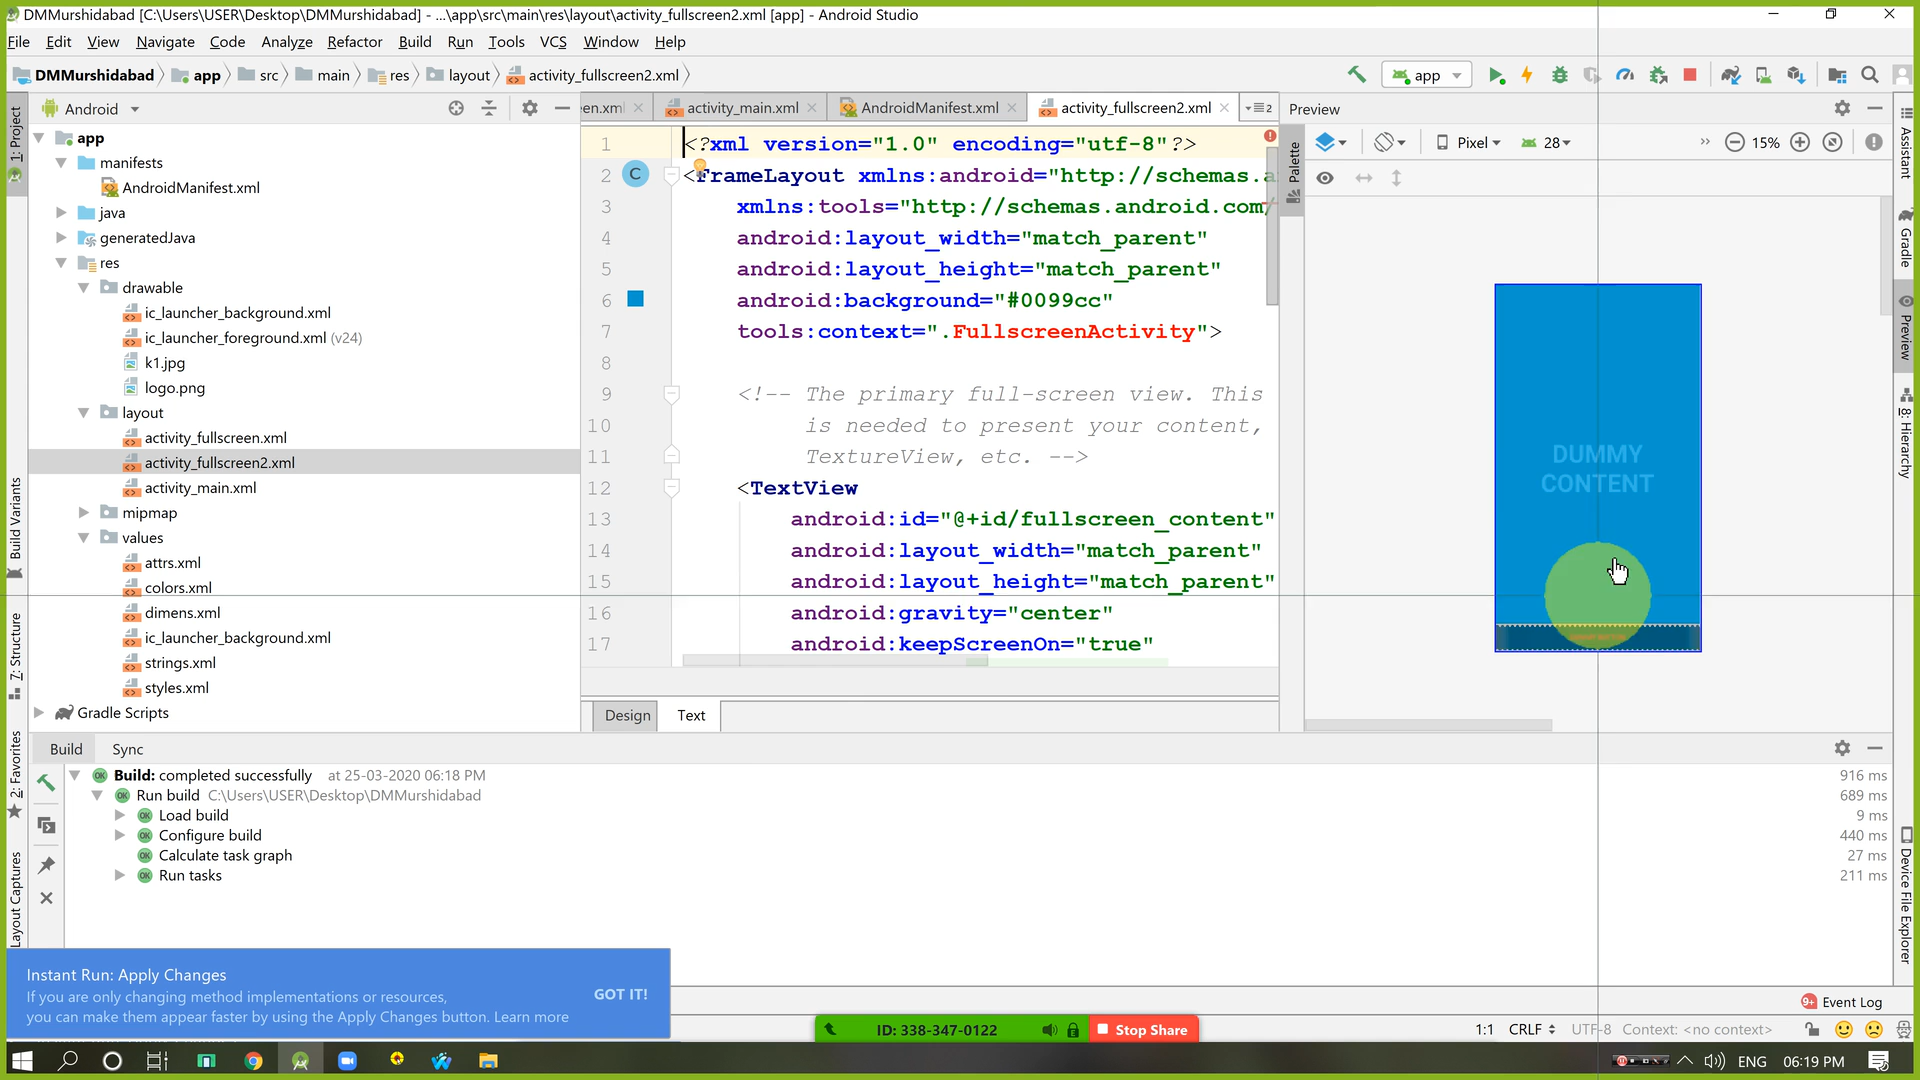 DMMurshidabad [C:\Users\USER\Desktop\DMMurshidabad] - ...\app\src\main\res\layout\activity_fullscreen2.xml [app] - Android Studio
File Edit View Navigate Code Analyze Refactor Build Run Tools VCS Window Help
DMMurshidabad app src main res layout activity_fullscreen2.xml
app
Android
en.xml activity_main.xml AndroidManifest.xml activity_fullscreen2.xml 2
Preview
1: Project
Build Variants
7: Structure
2: Favorites
Layout Captures
app
manifests
AndroidManifest.xml
java
generatedJava
res
drawable
ic_launcher_background.xml
ic_launcher_foreground.xml (v24)
k1.jpg
logo.png
layout
activity_fullscreen.xml
activity_fullscreen2.xml
activity_main.xml
mipmap
values
attrs.xml
colors.xml
dimens.xml
ic_launcher_background.xml
strings.xml
styles.xml
Gradle Scripts
1 <?xml version="1.0" encoding="utf-8"?>
2 C <FrameLayout xmlns:android="http://schemas.a
3 xmlns:tools="http://schemas.android.com/
4 android:layout_width="match_parent"
5 android:layout_height="match_parent"
6 android:background="#0099cc"
7 tools:context=".FullscreenActivity">
8
9 <!-- The primary full-screen view. This
10 is needed to present your content,
11 TextureView, etc. -->
12 <TextView
13 android:id="@+id/fullscreen_content"
14 android:layout_width="match_parent"
15 android:layout_height="match_parent"
16 android:gravity="center"
17 android:keepScreenOn="true"
Design Text
Palette
Pixel 28 15%
DUMMY
CONTENT
Assistant
Gradle
Preview
8: Hierarchy
Device File Explorer
Build Sync
Build: completed successfully at 25-03-2020 06:18 PM 916 ms
Run build C:\Users\USER\Desktop\DMMurshidabad 689 ms
Load build 9 ms
Configure build 440 ms
Calculate task graph 27 ms
Run tasks 211 ms
Instant Run: Apply Changes
If you are only changing method implementations or resources,
you can make them appear faster by using the Apply Changes button. Learn more
GOT IT!
9+ Event Log
ID: 338-347-0122 Stop Share
1:1 CRLF UTF-8 Context: <no context>
ENG 06:19 PM